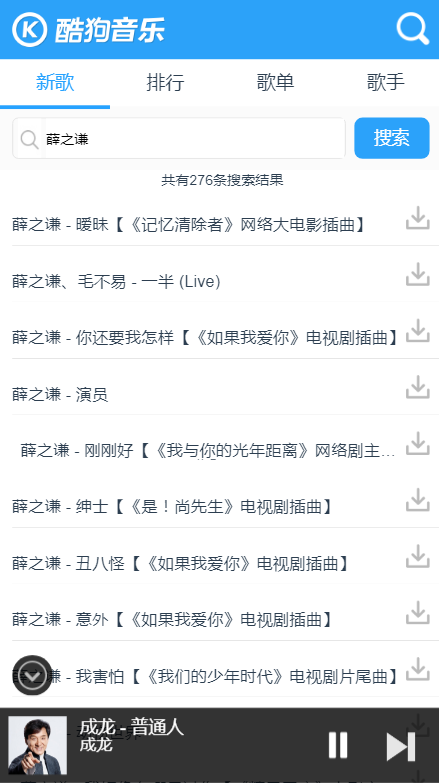 酷狗音乐
新歌 排行 歌单 歌手
薛之谦 搜索
共有276条搜索结果
薛之谦 - 暧昧【《记忆清除者》网络大电影插曲】
薛之谦、毛不易 - 一半 (Live)
薛之谦 - 你还要我怎样【《如果我爱你》电视剧插曲】
薛之谦 - 演员
薛之谦 - 刚刚好【《我与你的光年距离》网络剧主…
薛之谦 - 绅士【《是！尚先生》电视剧插曲】
薛之谦 - 丑八怪【《如果我爱你》电视剧插曲】
薛之谦 - 意外【《如果我爱你》电视剧插曲】
薛之谦 - 我害怕【《我们的少年时代》电视剧片尾曲】
成龙 - 普通人
成龙